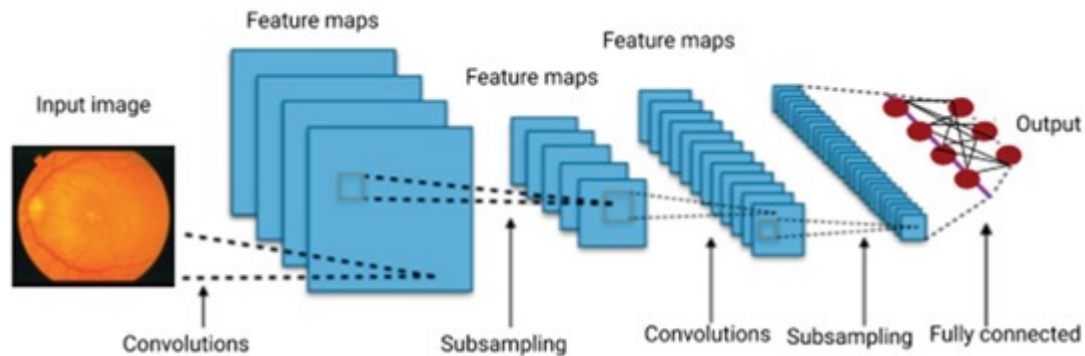 Feature maps
Feature maps
Feature maps
Input image
Output
Convolutions
Subsampling
Convolutions
Subsampling
Fully connected